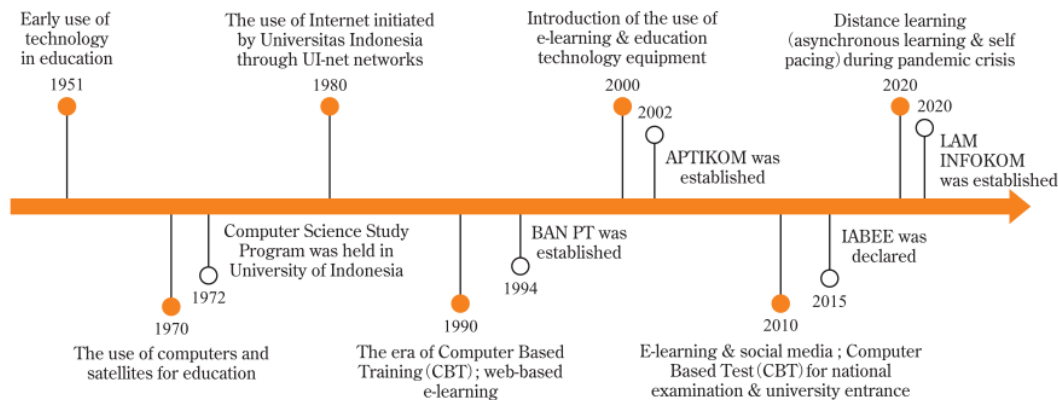 Early use of
technology
in education
1951
The use of Internet initiated
by Universitas Indonesia
through UI-net networks
1980
Introduction of the use of
e-learning & education
technology equipment
2000
2002
APTIKOM was
established
Distance learning
(asynchronous learning & self
pacing) during pandemic crisis
2020
2020
LAM
INFOKOM
was established
Computer Science Study
Program was held in
University of Indonesia
1972
1970
The use of computers and
satellites for education
BAN PT was
established
1994
1990
The era of Computer Based
Training (CBT) ; web-based
e-learning
IABEE was
declared
2015
2010
E-learning & social media ; Computer
Based Test (CBT) for national
examination & university entrance